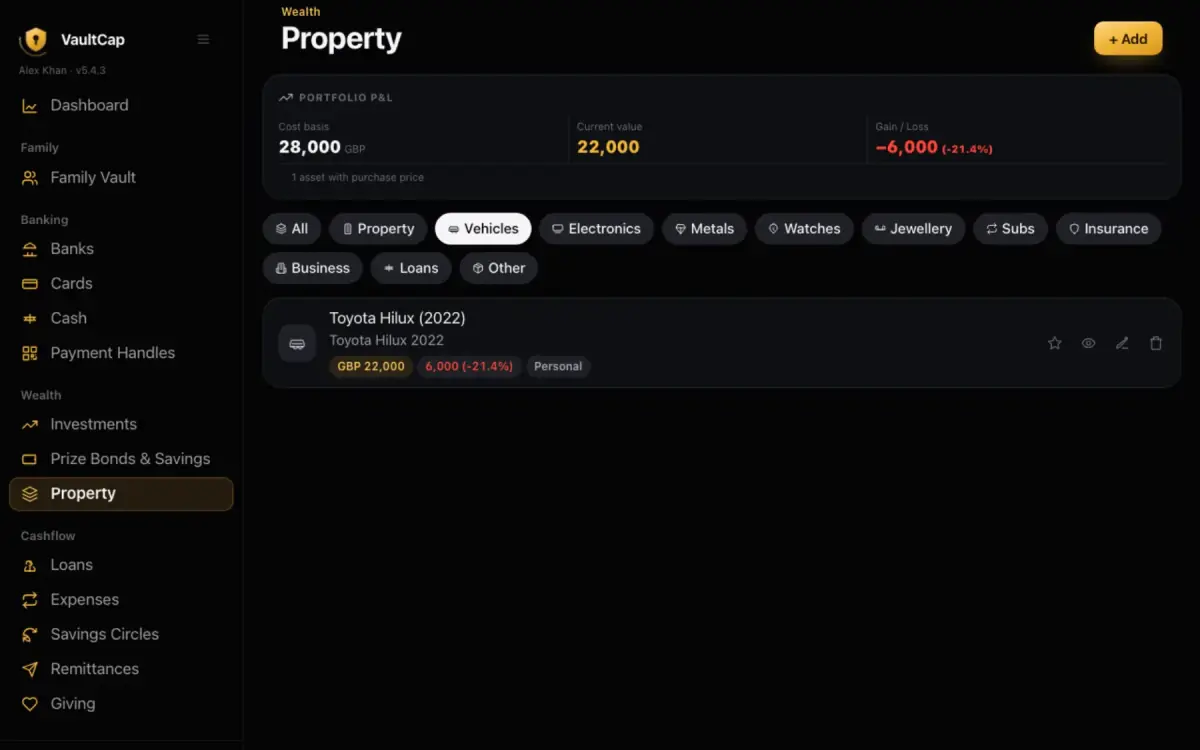 VaultCap
Alex Khan · v5.4.3
Dashboard
Family
Family Vault
Banking
Banks
Cards
Cash
Payment Handles
Wealth
Investments
Prize Bonds & Savings
Property
Cashflow
Loans
Expenses
Savings Circles
Remittances
Giving
Wealth
Property
+ Add
PORTFOLIO P&L
Cost basis
28,000 GBP
Current value
22,000
Gain / Loss
−6,000 (-21.4%)
1 asset with purchase price
All Property Vehicles Electronics Metals Watches Jewellery Subs Insurance
Business Loans Other
Toyota Hilux (2022)
Toyota Hilux 2022
GBP 22,000 6,000 (-21.4%) Personal